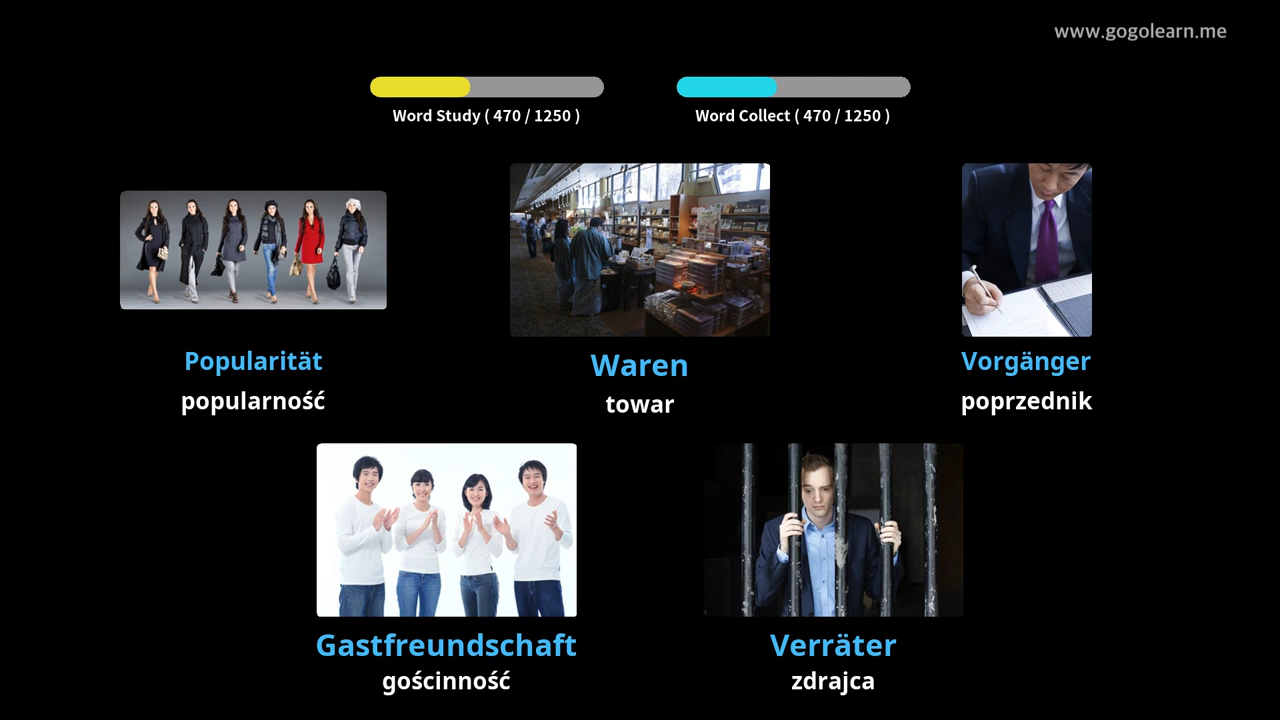 www.gogolearn.me
Word Study ( 470 / 1250 )
Word Collect ( 470 / 1250 )
Popularität
popularność
Waren
towar
Vorgänger
poprzednik
Gastfreundschaft
gościnność
Verräter
zdrajca